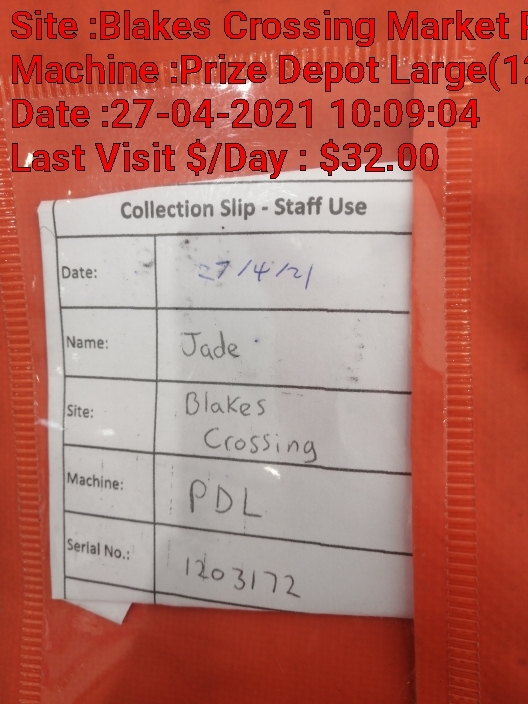 Site :Blakes Crossing Market
Machine :Prize Depot Large(12
Date :27-04-2021 10:09:04
Last Visit $/Day : $32.00
Collection Slip - Staff Use
Date: 27/4/21
Name: Jade
Site: Blakes
Crossing
Machine: PDL
Serial No.: 1203172